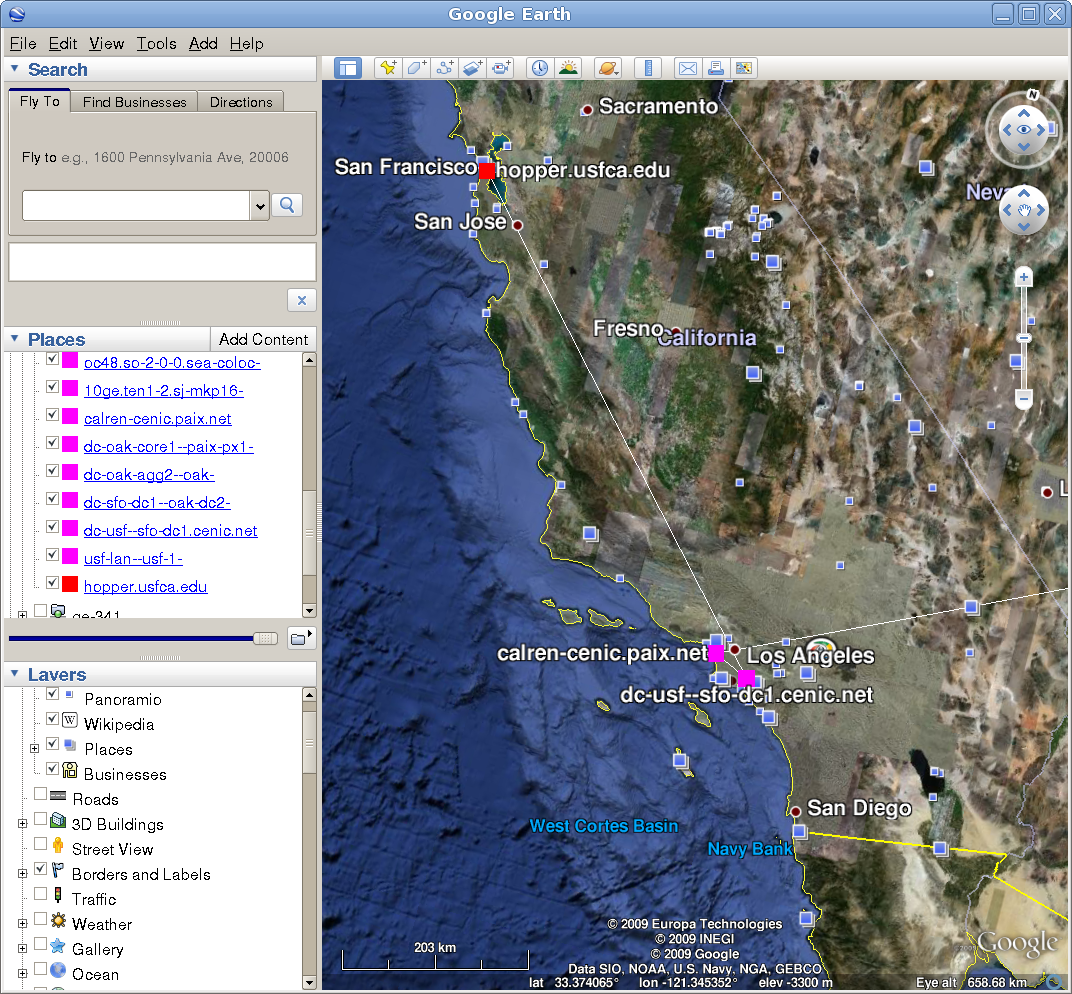 Google Earth
File Edit View Tools Add Help
Search
Fly To Find Businesses Directions
Fly to e.g., 1600 Pennsylvania Ave, 20006
Places Add Content
oc48.so-2-0-0.sea-coloc-
10ge.ten1-2.sj-mkp16-
calren-cenic.paix.net
dc-oak-core1--paix-px1-
dc-oak-agg2--oak-
dc-sfo-dc1--oak-dc2-
dc-usf--sfo-dc1.cenic.net
usf-lan--usf-1-
hopper.usfca.edu
ge-341
Layers
Panoramio
Wikipedia
Places
Businesses
Roads
3D Buildings
Street View
Borders and Labels
Traffic
Weather
Gallery
Ocean
N
Sacramento
San Francisco
hopper.usfca.edu
Neva
San Jose
Fresno
California
L
calren-cenic.paix.net
Los Angeles
dc-usf--sfo-dc1.cenic.net
San Diego
West Cortes Basin
Navy Bank
© 2009 Europa Technologies
© 2009 INEGI
© 2009 Google
Data SIO, NOAA, U.S. Navy, NGA, GEBCO
203 km
Google
lat 33.374065° lon -121.345352° elev -3300 m
Eye alt 658.68 km